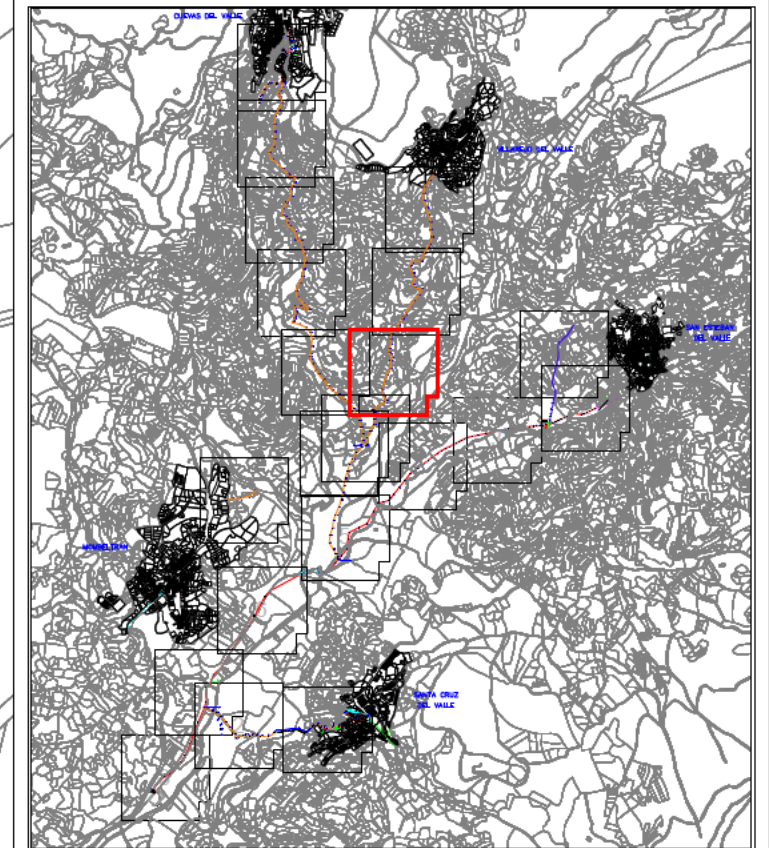 CUEVAS DEL VALLE
VILLAREJO DEL VALLE
SAN ESTEBAN
DEL VALLE
MOMBELTRAN
SANTA CRUZ
DEL VALLE